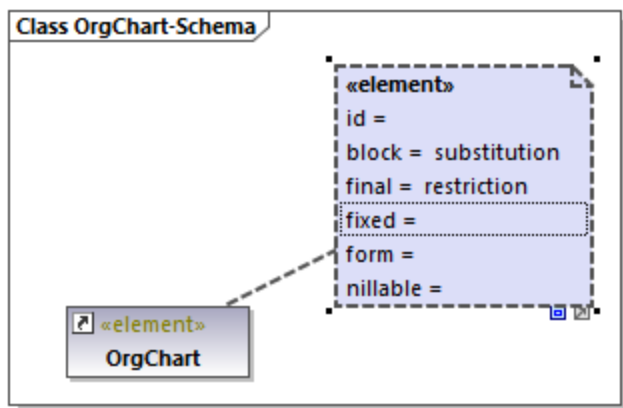 Class OrgChart-Schema
«element»
id =
block = substitution
final = restriction
fixed =
form =
nillable =
«element»
OrgChart